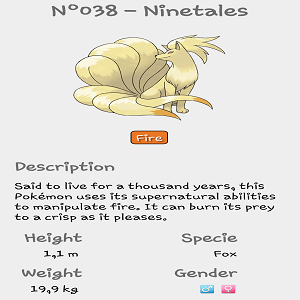 Nº038 - Ninetales
Fire
Description
Said to live for a thousand years, this
Pokémon uses its supernatural abilities
to manipulate fire. It can burn its prey
to a crisp as it pleases.
Height Specie
1,1 m Fox
Weight Gender
19,9 kg